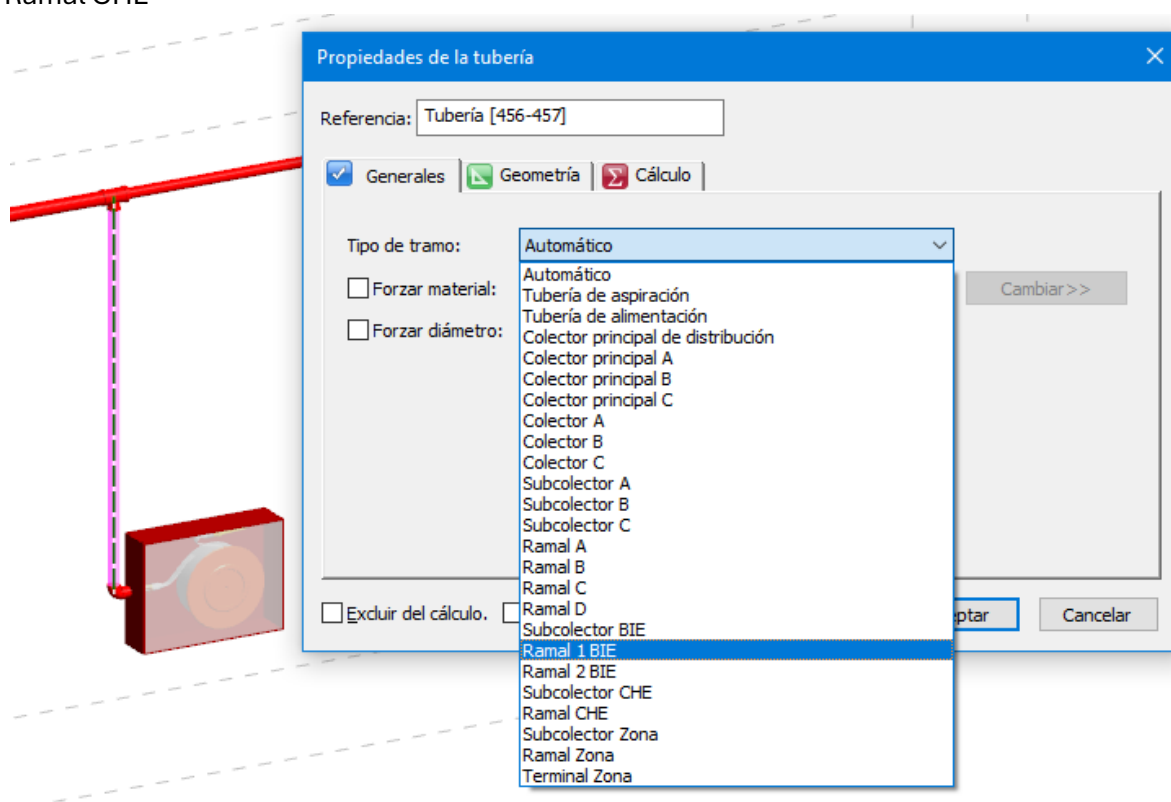 Ramal CHE
Propiedades de la tubería
Referencia: Tubería [456-457]
Generales Geometría Cálculo
Tipo de tramo: Automático
Automático
Forzar material: Cambiar>>
Tubería de aspiración
Tubería de alimentación
Forzar diámetro:
Colector principal de distribución
Colector principal A
Colector principal B
Colector principal C
Colector A
Colector B
Colector C
Subcolector A
Subcolector B
Subcolector C
Ramal A
Ramal B
Ramal C
Excluir del cálculo. Cancelar
Ramal D
Subcolector BIE
Ramal 1 BIE
Ramal 2 BIE
Subcolector CHE
Ramal CHE
Subcolector Zona
Ramal Zona
Terminal Zona